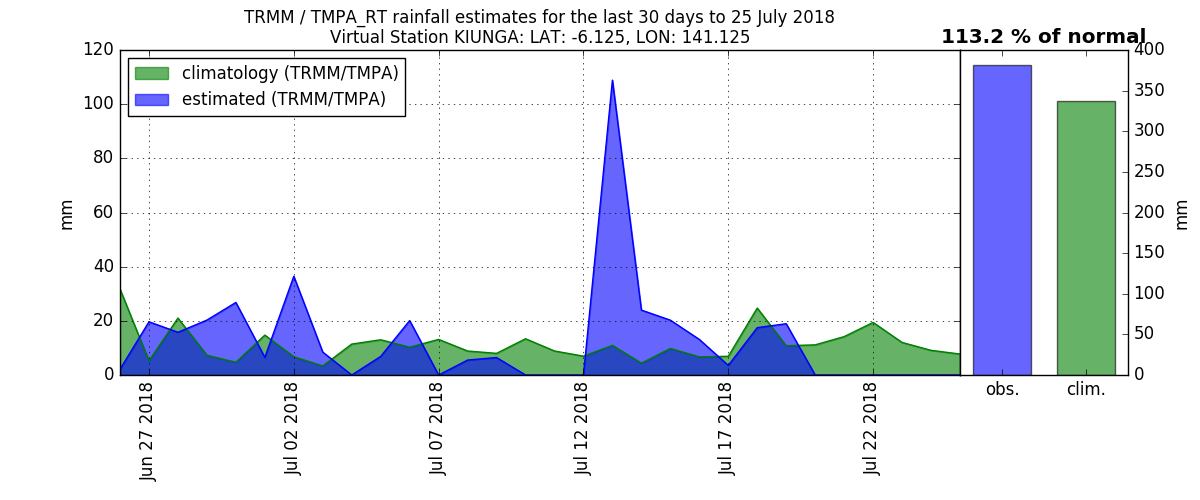 TRMM / TMPA_RT rainfall estimates for the last 30 days to 25 July 2018
Virtual Station KIUNGA: LAT: -6.125, LON: 141.125
113.2 % of normal
climatology (TRMM/TMPA)
estimated (TRMM/TMPA)
120
100
80
60
40
20
0
mm
Jun 27 2018
Jul 02 2018
Jul 07 2018
Jul 12 2018
Jul 17 2018
Jul 22 2018
400
350
300
250
200
150
100
50
0
mm
obs.
clim.